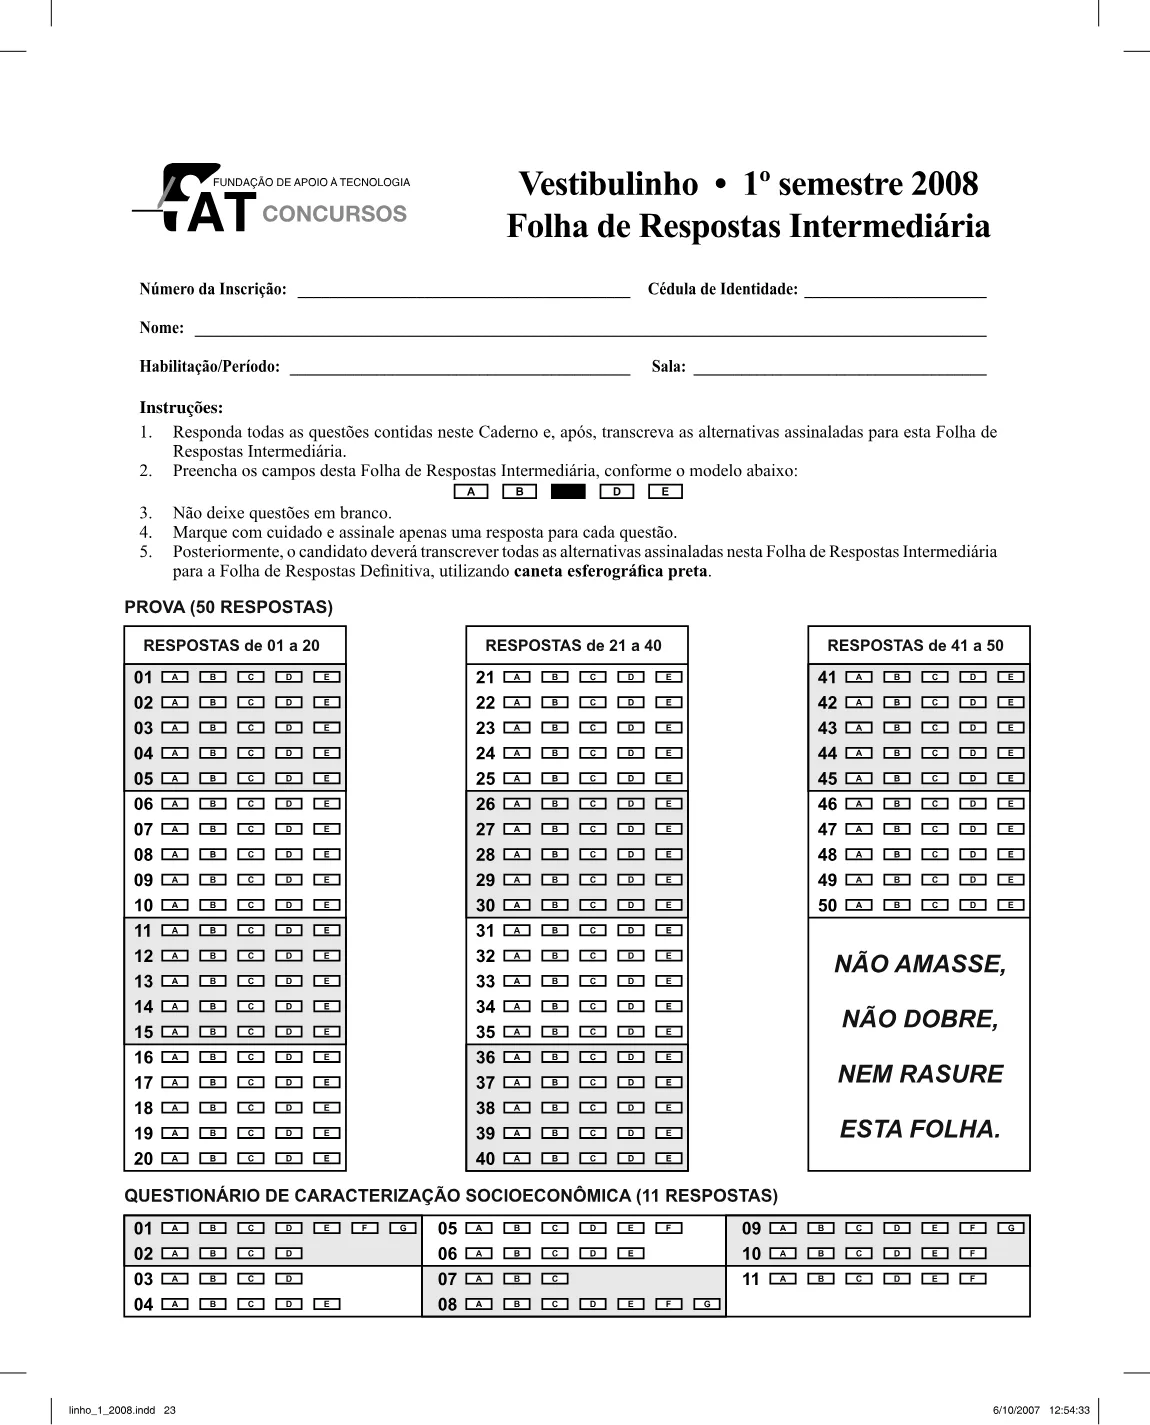 FUNDAÇÃO DE APOIO À TECNOLOGIA
FAT CONCURSOS
Vestibulinho • 1º semestre 2008
Folha de Respostas Intermediária
Número da Inscrição: Cédula de Identidade:
Nome:
Habilitação/Período: Sala:
Instruções:
1. Responda todas as questões contidas neste Caderno e, após, transcreva as alternativas assinaladas para esta Folha de
Respostas Intermediária.
2. Preencha os campos desta Folha de Respostas Intermediária, conforme o modelo abaixo:
A B D E
3. Não deixe questões em branco.
4. Marque com cuidado e assinale apenas uma resposta para cada questão.
5. Posteriormente, o candidato deverá transcrever todas as alternativas assinaladas nesta Folha de Respostas Intermediária
para a Folha de Respostas Definitiva, utilizando caneta esferográfica preta.
PROVA (50 RESPOSTAS)
RESPOSTAS de 01 a 20
01 A B C D E
02 A B C D E
03 A B C D E
04 A B C D E
05 A B C D E
06 A B C D E
07 A B C D E
08 A B C D E
09 A B C D E
10 A B C D E
11 A B C D E
12 A B C D E
13 A B C D E
14 A B C D E
15 A B C D E
16 A B C D E
17 A B C D E
18 A B C D E
19 A B C D E
20 A B C D E
RESPOSTAS de 21 a 40
21 A B C D E
22 A B C D E
23 A B C D E
24 A B C D E
25 A B C D E
26 A B C D E
27 A B C D E
28 A B C D E
29 A B C D E
30 A B C D E
31 A B C D E
32 A B C D E
33 A B C D E
34 A B C D E
35 A B C D E
36 A B C D E
37 A B C D E
38 A B C D E
39 A B C D E
40 A B C D E
RESPOSTAS de 41 a 50
41 A B C D E
42 A B C D E
43 A B C D E
44 A B C D E
45 A B C D E
46 A B C D E
47 A B C D E
48 A B C D E
49 A B C D E
50 A B C D E
NÃO AMASSE,
NÃO DOBRE,
NEM RASURE
ESTA FOLHA.
QUESTIONÁRIO DE CARACTERIZAÇÃO SOCIOECONÔMICA (11 RESPOSTAS)
01 A B C D E F G
02 A B C D
03 A B C D
04 A B C D E
05 A B C D E F
06 A B C D E
07 A B C
08 A B C D E F G
09 A B C D E F G
10 A B C D E F
11 A B C D E F
linho_1_2008.indd 23 6/10/2007 12:54:33